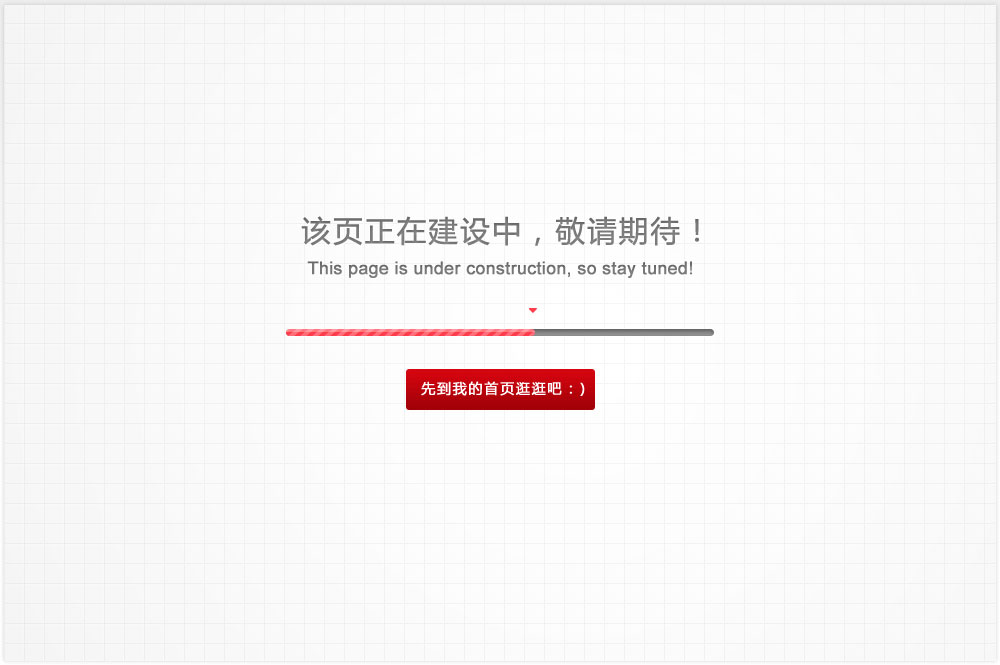 该页正在建设中，敬请期待！
This page is under construction, so stay tuned!
先到我的首页逛逛吧：)